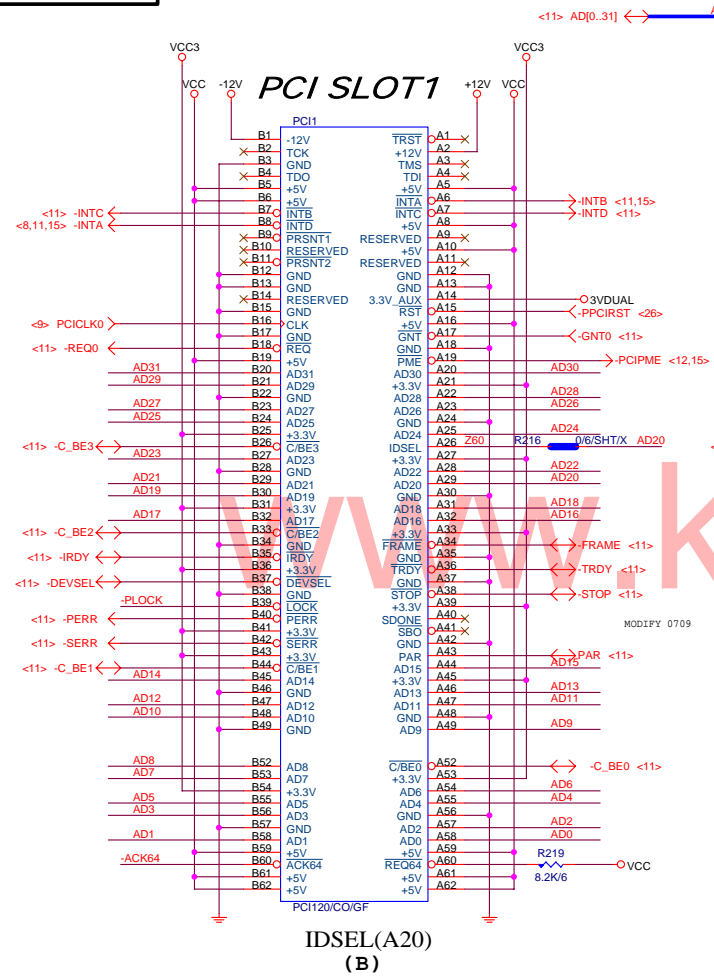 <11> AD[0..31]
VCC3 VCC3
VCC -12V PCI SLOT1 +12V VCC
PCI1
B1 -12V TRST A1
B2 TCK +12V A2
B3 GND TMS A3
B4 TDO TDI A4
B5 +5V +5V A5
B6 +5V INTA A6 -INTB <11,15>
<11> -INTC B7 INTB INTC A7 -INTD <11>
<8,11,15> -INTA B8 INTD +5V A8
B9 PRSNT1 RESERVED A9
B10 RESERVED +5V A10
B11 PRSNT2 RESERVED A11
B12 GND GND A12
B13 GND GND A13
B14 RESERVED 3.3V_AUX A14 3VDUAL
B15 GND RST A15 -PPCIRST <26>
<9> PCICLK0 B16 CLK +5V A16
B17 GND GNT A17 -GNT0 <11>
<11> -REQ0 B18 REQ GND A18
B19 +5V PME A19 -PCIPME <12,15>
AD31 B20 AD31 AD30 A20 AD30
AD29 B21 AD29 +3.3V A21
B22 GND AD28 A22 AD28
AD27 B23 AD27 AD26 A23 AD26
AD25 B24 AD25 GND A24
B25 +3.3V AD24 A25 AD24
<11> -C_BE3 B26 C/BE3 IDSEL A26 Z60 R216 0/6/SHT/X AD20
AD23 B27 AD23 +3.3V A27
B28 GND AD22 A28 AD22
AD21 B29 AD21 AD20 A29 AD20
AD19 B30 AD19 GND A30
B31 +3.3V AD18 A31 AD18
AD17 B32 AD17 AD16 A32 AD16
<11> -C_BE2 B33 C/BE2 +3.3V A33
B34 GND FRAME A34 -FRAME <11>
<11> -IRDY B35 IRDY GND A35
B36 +3.3V TRDY A36 -TRDY <11>
<11> -DEVSEL B37 DEVSEL GND A37
B38 GND STOP A38 -STOP <11>
-PLOCK B39 LOCK +3.3V A39
<11> -PERR B40 PERR SDONE A40
B41 +3.3V SBO A41
MODIFY 0709
<11> -SERR B42 SERR GND A42
B43 +3.3V PAR A43 PAR <11>
<11> -C_BE1 B44 C/BE1 AD15 A44 AD15
AD14 B45 AD14 +3.3V A45
B46 GND AD13 A46 AD13
AD12 B47 AD12 AD11 A47 AD11
AD10 B48 AD10 GND A48
B49 GND AD9 A49 AD9
AD8 B52 AD8 C/BE0 A52 -C_BE0 <11>
AD7 B53 AD7 +3.3V A53
B54 +3.3V AD6 A54 AD6
AD5 B55 AD5 AD4 A55 AD4
AD3 B56 AD3 GND A56
B57 GND AD2 A57 AD2
AD1 B58 AD1 AD0 A58 AD0
B59 +5V +5V A59
-ACK64 B60 ACK64 REQ64 A60 R219 8.2K/6 VCC
B61 +5V +5V A61
B62 +5V +5V A62
PCI120/CO/GF
IDSEL(A20)
(B)
www.k